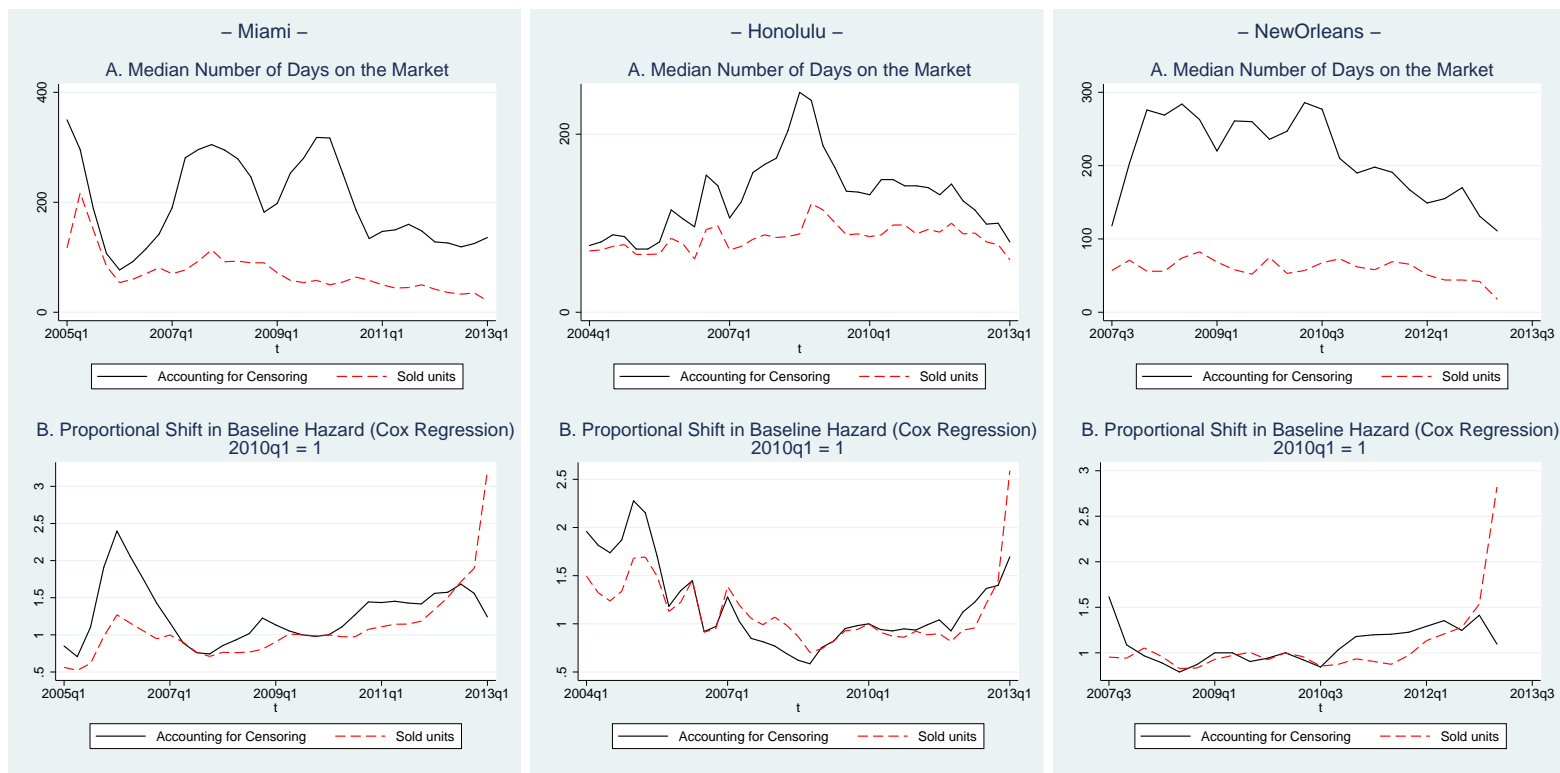 – Miami –
A. Median Number of Days on the Market
400
200
0
2005q1 2007q1 2009q1 2011q1 2013q1
t
Accounting for Censoring Sold units
B. Proportional Shift in Baseline Hazard (Cox Regression)
2010q1 = 1
3
2.5
2
1.5
1
.5
2005q1 2007q1 2009q1 2011q1 2013q1
t
Accounting for Censoring Sold units
– Honolulu –
A. Median Number of Days on the Market
200
0
2004q1 2007q1 2010q1 2013q1
t
Accounting for Censoring Sold units
B. Proportional Shift in Baseline Hazard (Cox Regression)
2010q1 = 1
2.5
2
1.5
1
.5
2004q1 2007q1 2010q1 2013q1
t
Accounting for Censoring Sold units
– NewOrleans –
A. Median Number of Days on the Market
300
200
100
0
2007q3 2009q1 2010q3 2012q1 2013q3
t
Accounting for Censoring Sold units
B. Proportional Shift in Baseline Hazard (Cox Regression)
2010q1 = 1
3
2.5
2
1.5
1
2007q3 2009q1 2010q3 2012q1 2013q3
t
Accounting for Censoring Sold units